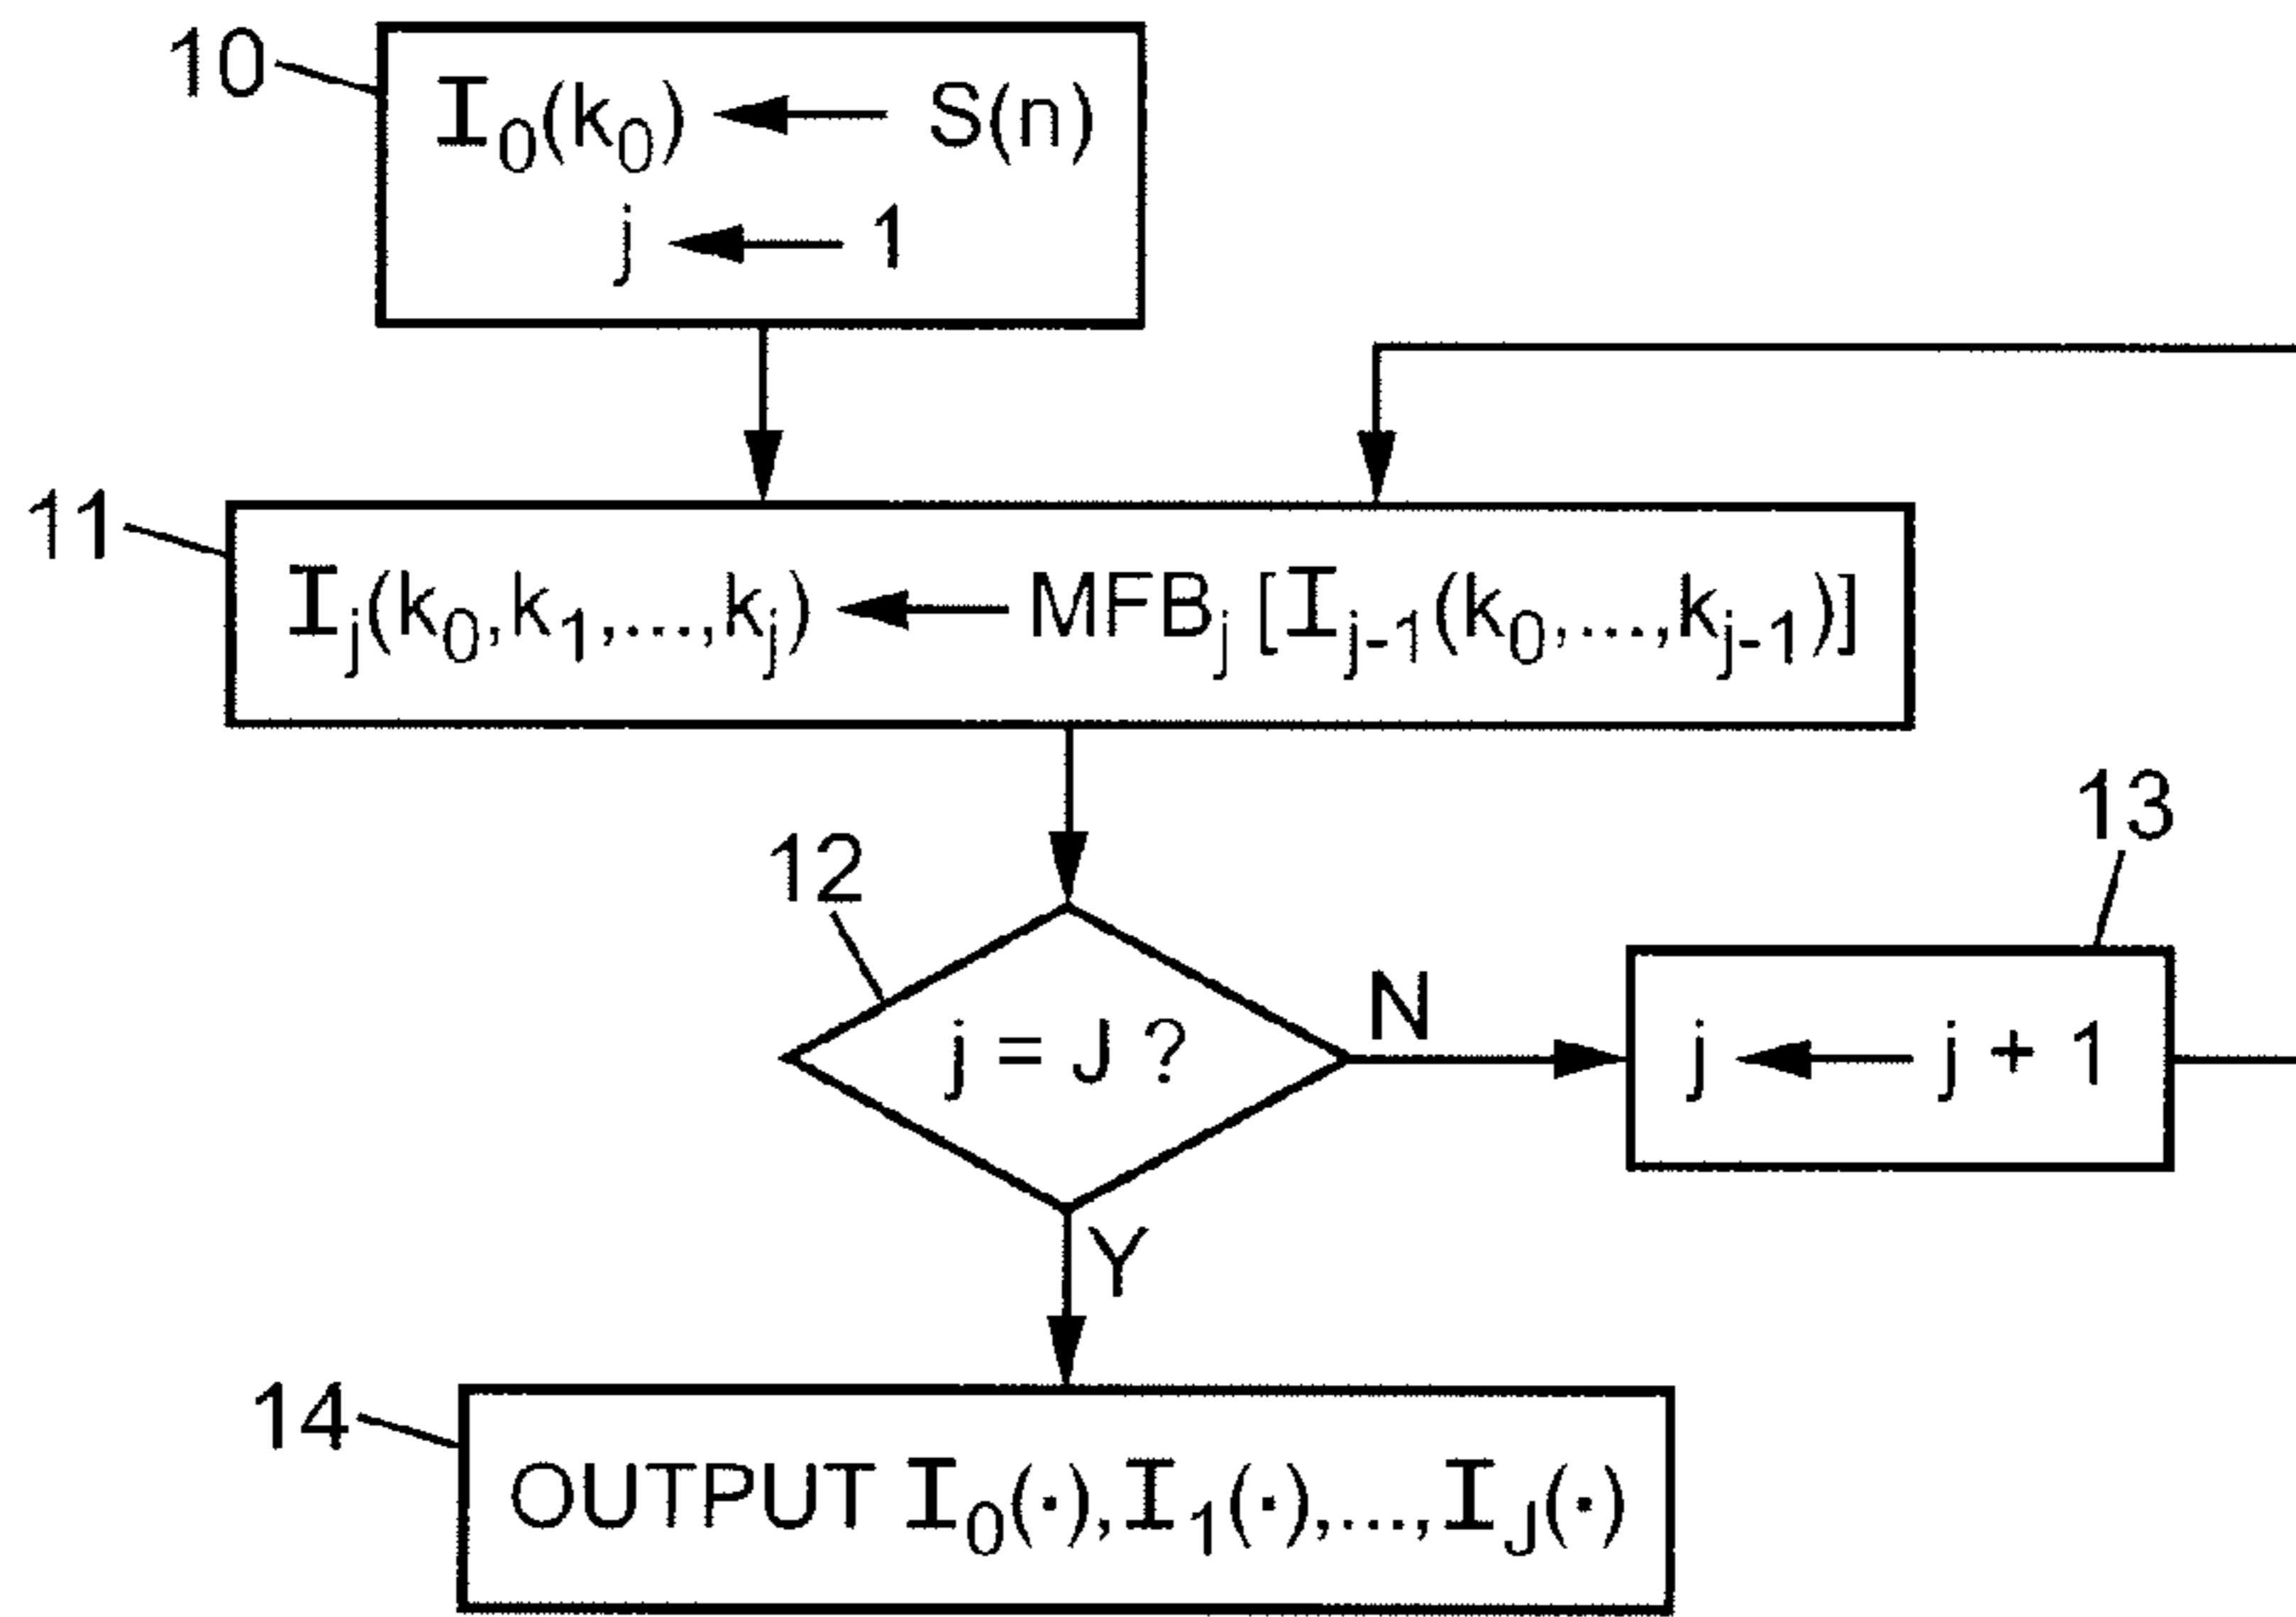 10
I₀(k₀) ← S(n)
j ← 1
11
Iⱼ(k₀,k₁,...,kⱼ) ← MFBⱼ [Iⱼ₋₁(k₀,...,kⱼ₋₁)]
13
12
N
j = J ?
j ← j + 1
Y
14
OUTPUT I₀(·),I₁(·),...,I_J(·)